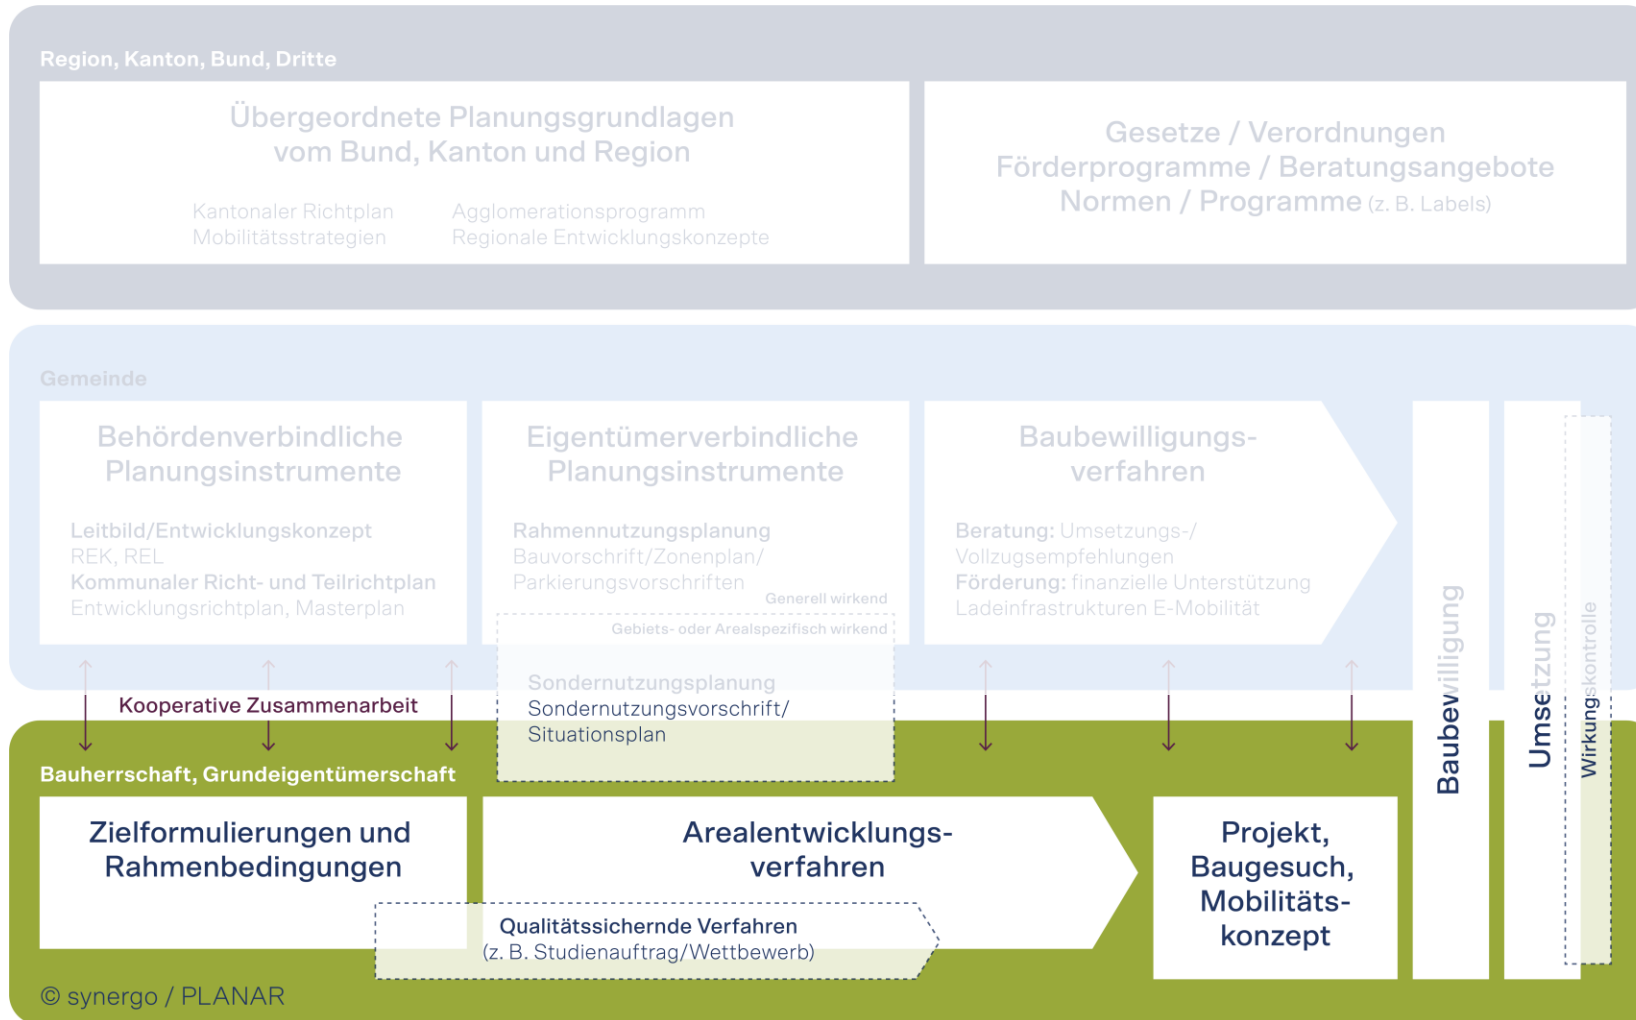 Region, Kanton, Bund, Dritte
Übergeordnete Planungsgrundlagen
vom Bund, Kanton und Region
Kantonaler Richtplan
Mobilitätsstrategien
Agglomerationsprogramm
Regionale Entwicklungskonzepte
Gesetze / Verordnungen
Förderprogramme / Beratungsangebote
Normen / Programme (z. B. Labels)
Gemeinde
Behördenverbindliche
Planungsinstrumente
Leitbild/Entwicklungskonzept
REK, REL
Kommunaler Richt- und Teilrichtplan
Entwicklungsrichtplan, Masterplan
Eigentümerverbindliche
Planungsinstrumente
Rahmennutzungsplanung
Bauvorschrift/Zonenplan/
Parkierungsvorschriften
Generell wirkend
Gebiets- oder Arealspezifisch wirkend
Sondernutzungsplanung
Sondernutzungsvorschrift/
Situationsplan
Baubewilligungs-
verfahren
Beratung: Umsetzungs-/
Vollzugsempfehlungen
Förderung: finanzielle Unterstützung
Ladeinfrastrukturen E-Mobilität
Baubewilligung
Umsetzung
Wirkungskontrolle
Kooperative Zusammenarbeit
Bauherrschaft, Grundeigentümerschaft
Zielformulierungen und
Rahmenbedingungen
Arealentwicklungs-
verfahren
Qualitätssichernde Verfahren
(z. B. Studienauftrag/Wettbewerb)
Projekt,
Baugesuch,
Mobilitäts-
konzept
© synergo / PLANAR